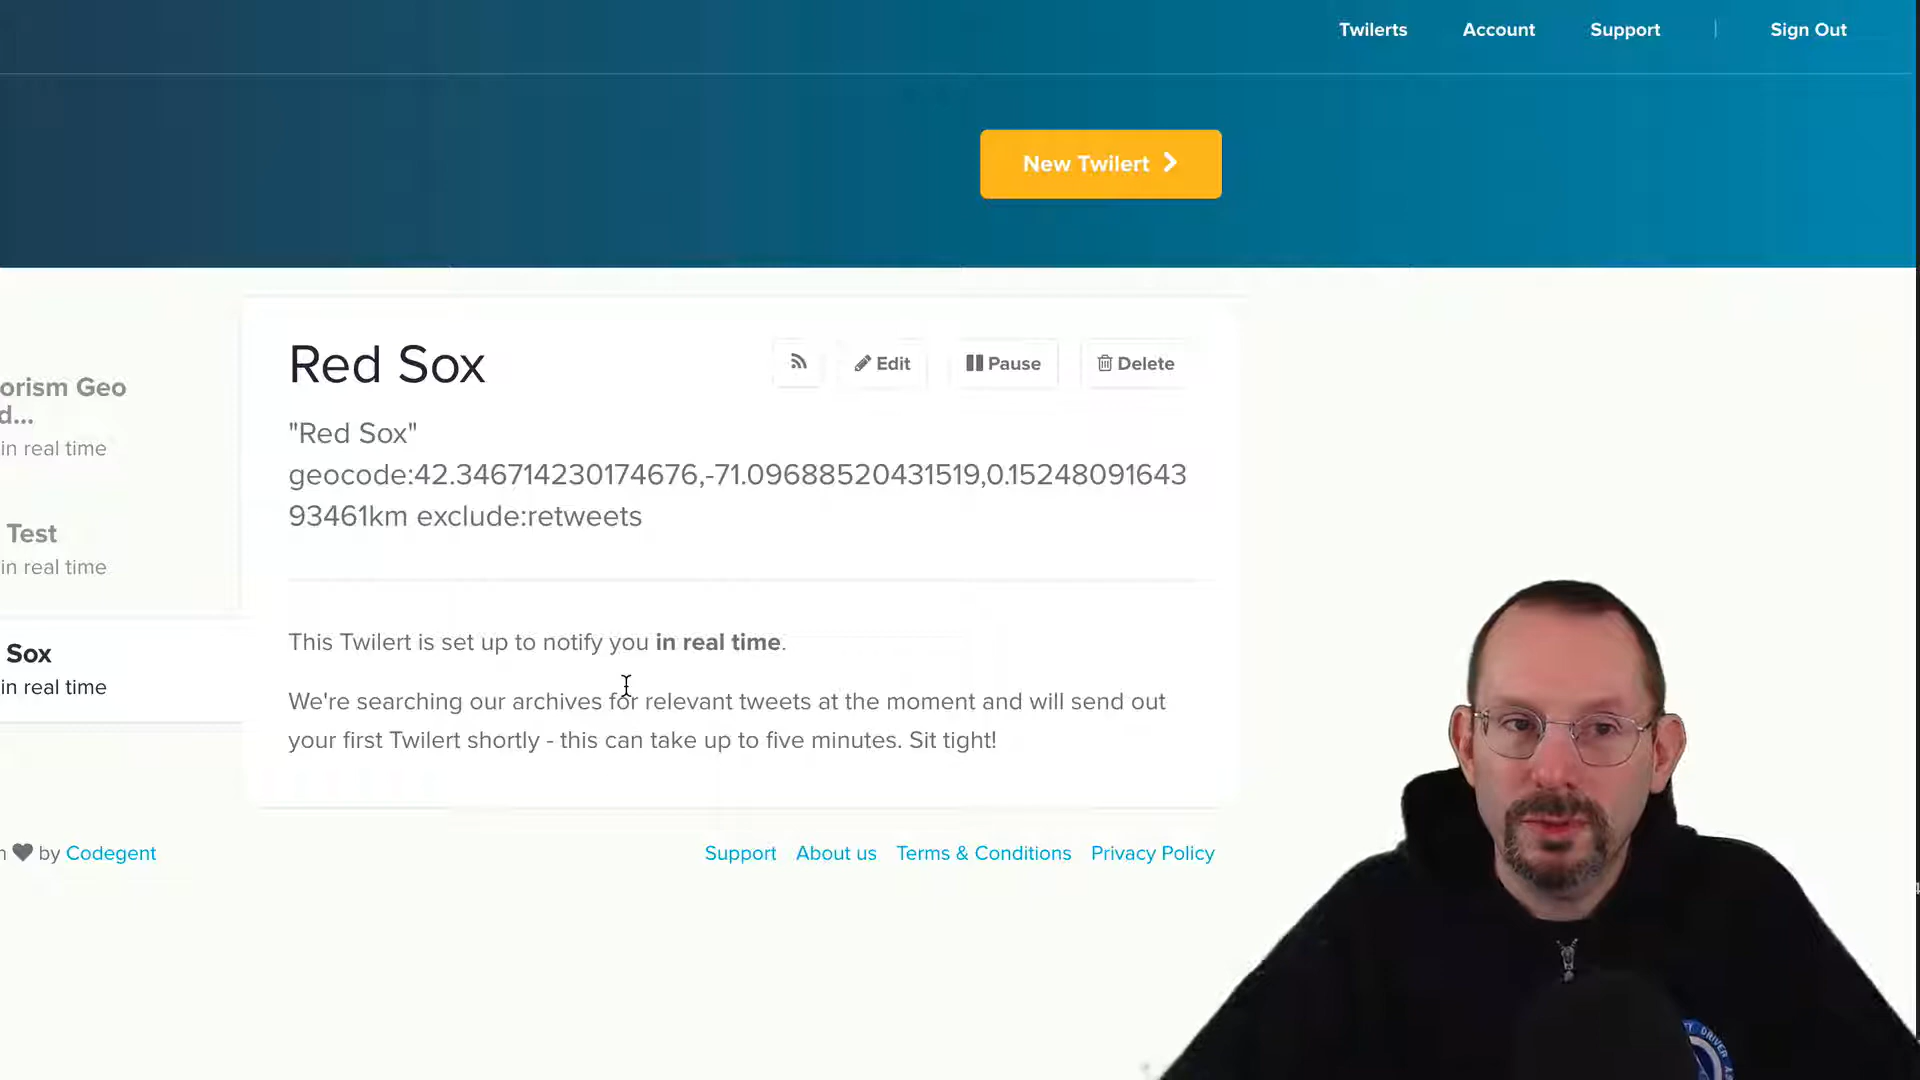 Twilerts Account Support | Sign Out
New Twilert
Red Sox
Edit Pause Delete
"Red Sox"
geocode:42.346714230174676,-71.09688520431519,0.15248091643
93461km exclude:retweets
orism Geo
d...
in real time
Test
in real time
Sox
in real time
This Twilert is set up to notify you in real time.
We're searching our archives for relevant tweets at the moment and will send out
your first Twilert shortly - this can take up to five minutes. Sit tight!
by Codegent
Support About us Terms & Conditions Privacy Policy
DRIVER